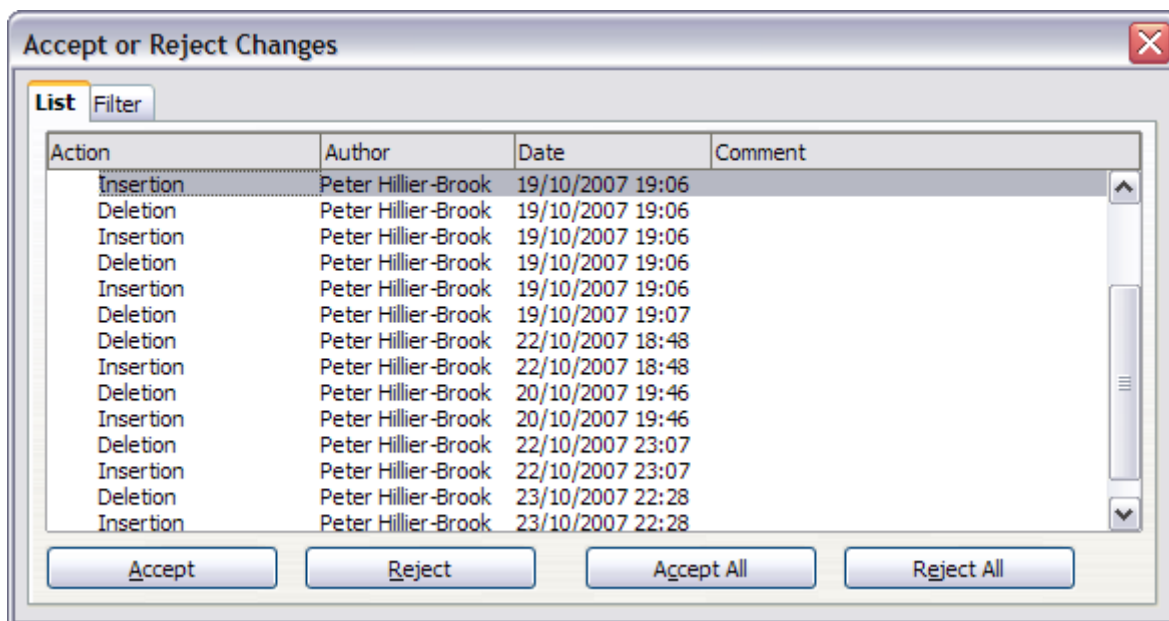 Accept or Reject Changes
List Filter
Action Author Date Comment
Insertion Peter Hillier-Brook 19/10/2007 19:06
Deletion Peter Hillier-Brook 19/10/2007 19:06
Insertion Peter Hillier-Brook 19/10/2007 19:06
Deletion Peter Hillier-Brook 19/10/2007 19:06
Insertion Peter Hillier-Brook 19/10/2007 19:06
Deletion Peter Hillier-Brook 19/10/2007 19:07
Deletion Peter Hillier-Brook 22/10/2007 18:48
Insertion Peter Hillier-Brook 22/10/2007 18:48
Deletion Peter Hillier-Brook 20/10/2007 19:46
Insertion Peter Hillier-Brook 20/10/2007 19:46
Deletion Peter Hillier-Brook 22/10/2007 23:07
Insertion Peter Hillier-Brook 22/10/2007 23:07
Deletion Peter Hillier-Brook 23/10/2007 22:28
Insertion Peter Hillier-Brook 23/10/2007 22:28
Accept Reject Accept All Reject All